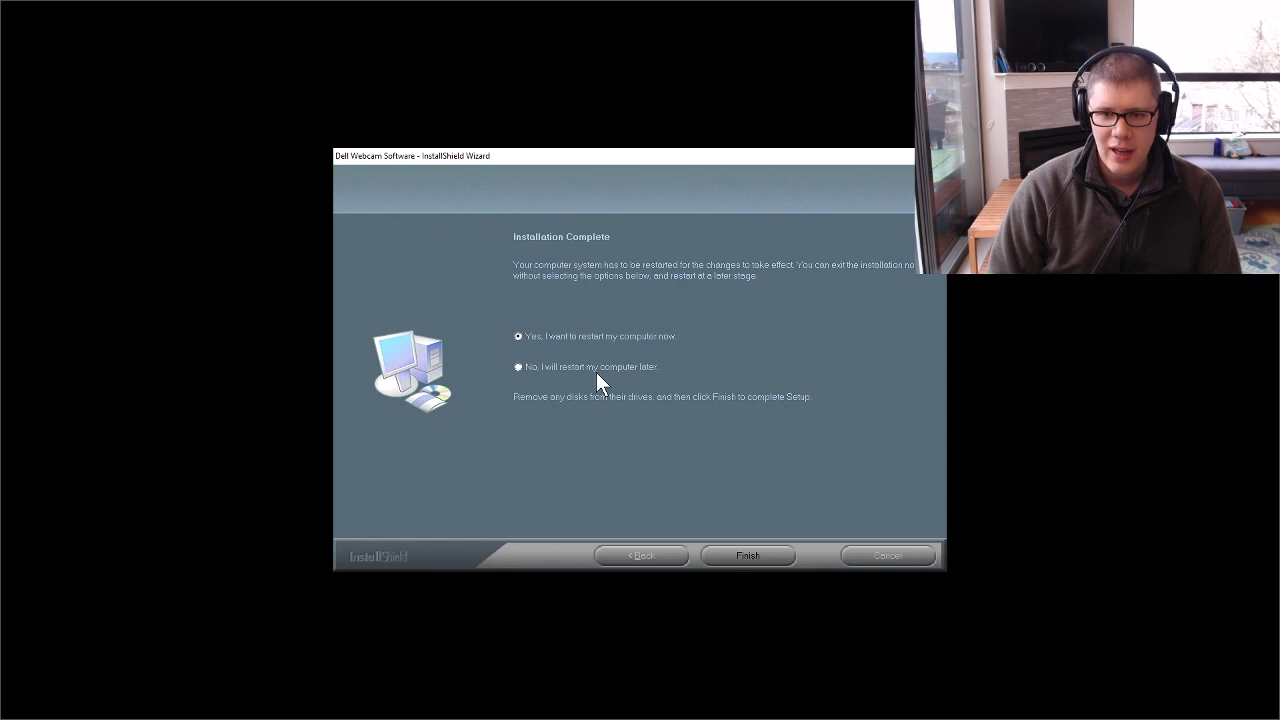 Dell Webcam Software - InstallShield Wizard
Installation Complete
Your computer system has to be restarted for the changes to take effect. You can exit the installation no
without selecting the options below, and restart at a later stage.
Yes, I want to restart my computer now.
No, I will restart my computer later.
Remove any disks from their drives, and then click Finish to complete Setup.
InstallShield
< Back
Finish
Cancel